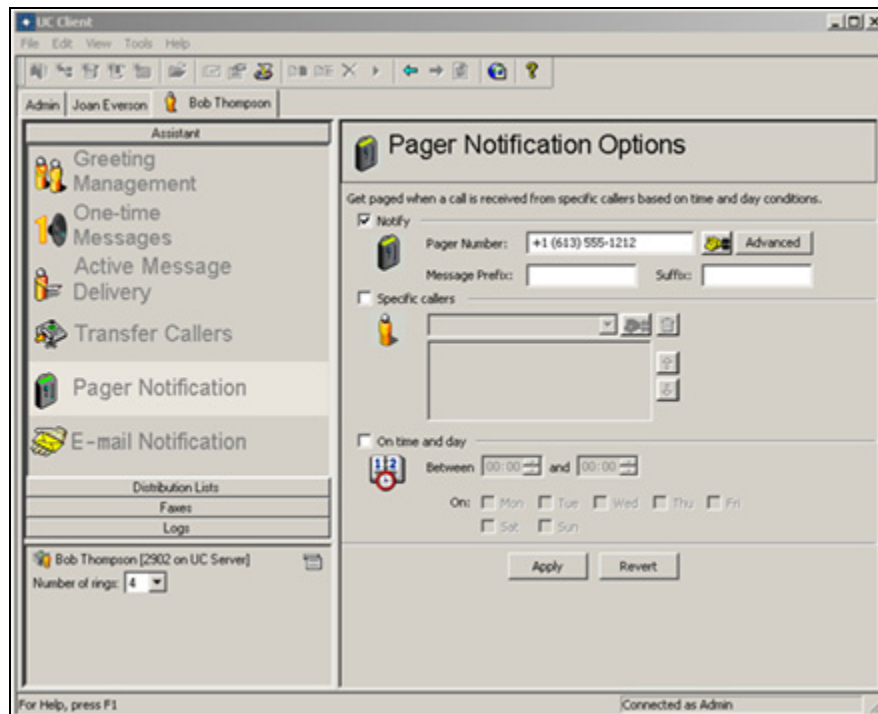 UC Client
File Edit View Tools Help
Admin Joan Everson Bob Thompson
Assistant
Greeting
Management
One-time
Messages
Active Message
Delivery
Transfer Callers
Pager Notification
E-mail Notification
Distribution Lists
Faxes
Logs
Bob Thompson [2902 on UC Server]
Number of rings: 4
Pager Notification Options
Get paged when a call is received from specific callers based on time and day conditions.
Notify
Pager Number: +1 (613) 555-1212 Advanced
Message Prefix: Suffix:
Specific callers
On time and day
Between 00:00 and 00:00
On: Mon Tue Wed Thu Fri
Sat Sun
Apply Revert
For Help, press F1 Connected as Admin